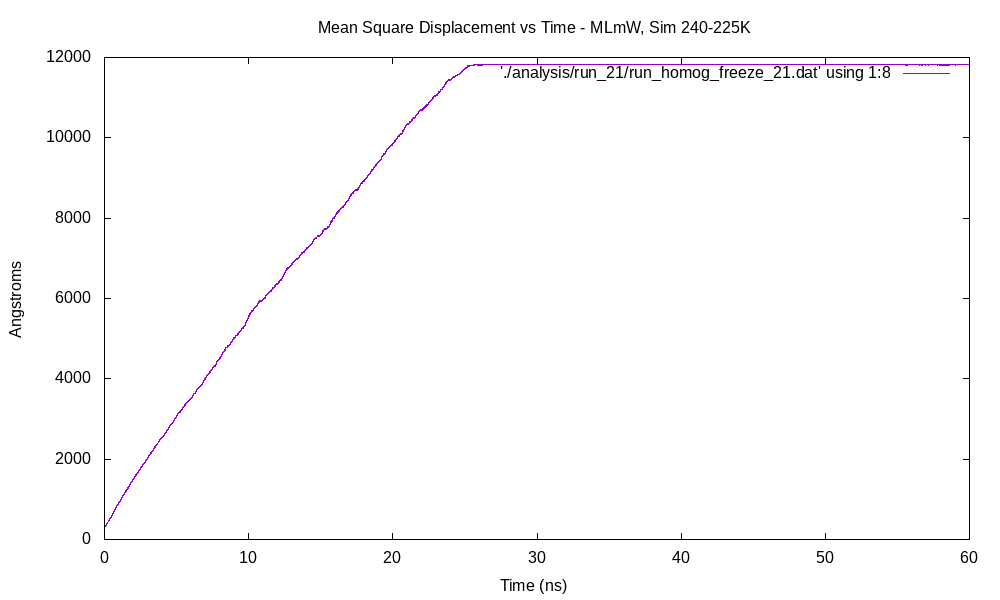 Mean Square Displacement vs Time - MLmW, Sim 240-225K
12000
'./analysis/run_21/run_homog_freeze_21.dat' using 1:8
10000
8000
6000
Angstroms
4000
2000
0
0 10 20 30 40 50 60
Time (ns)